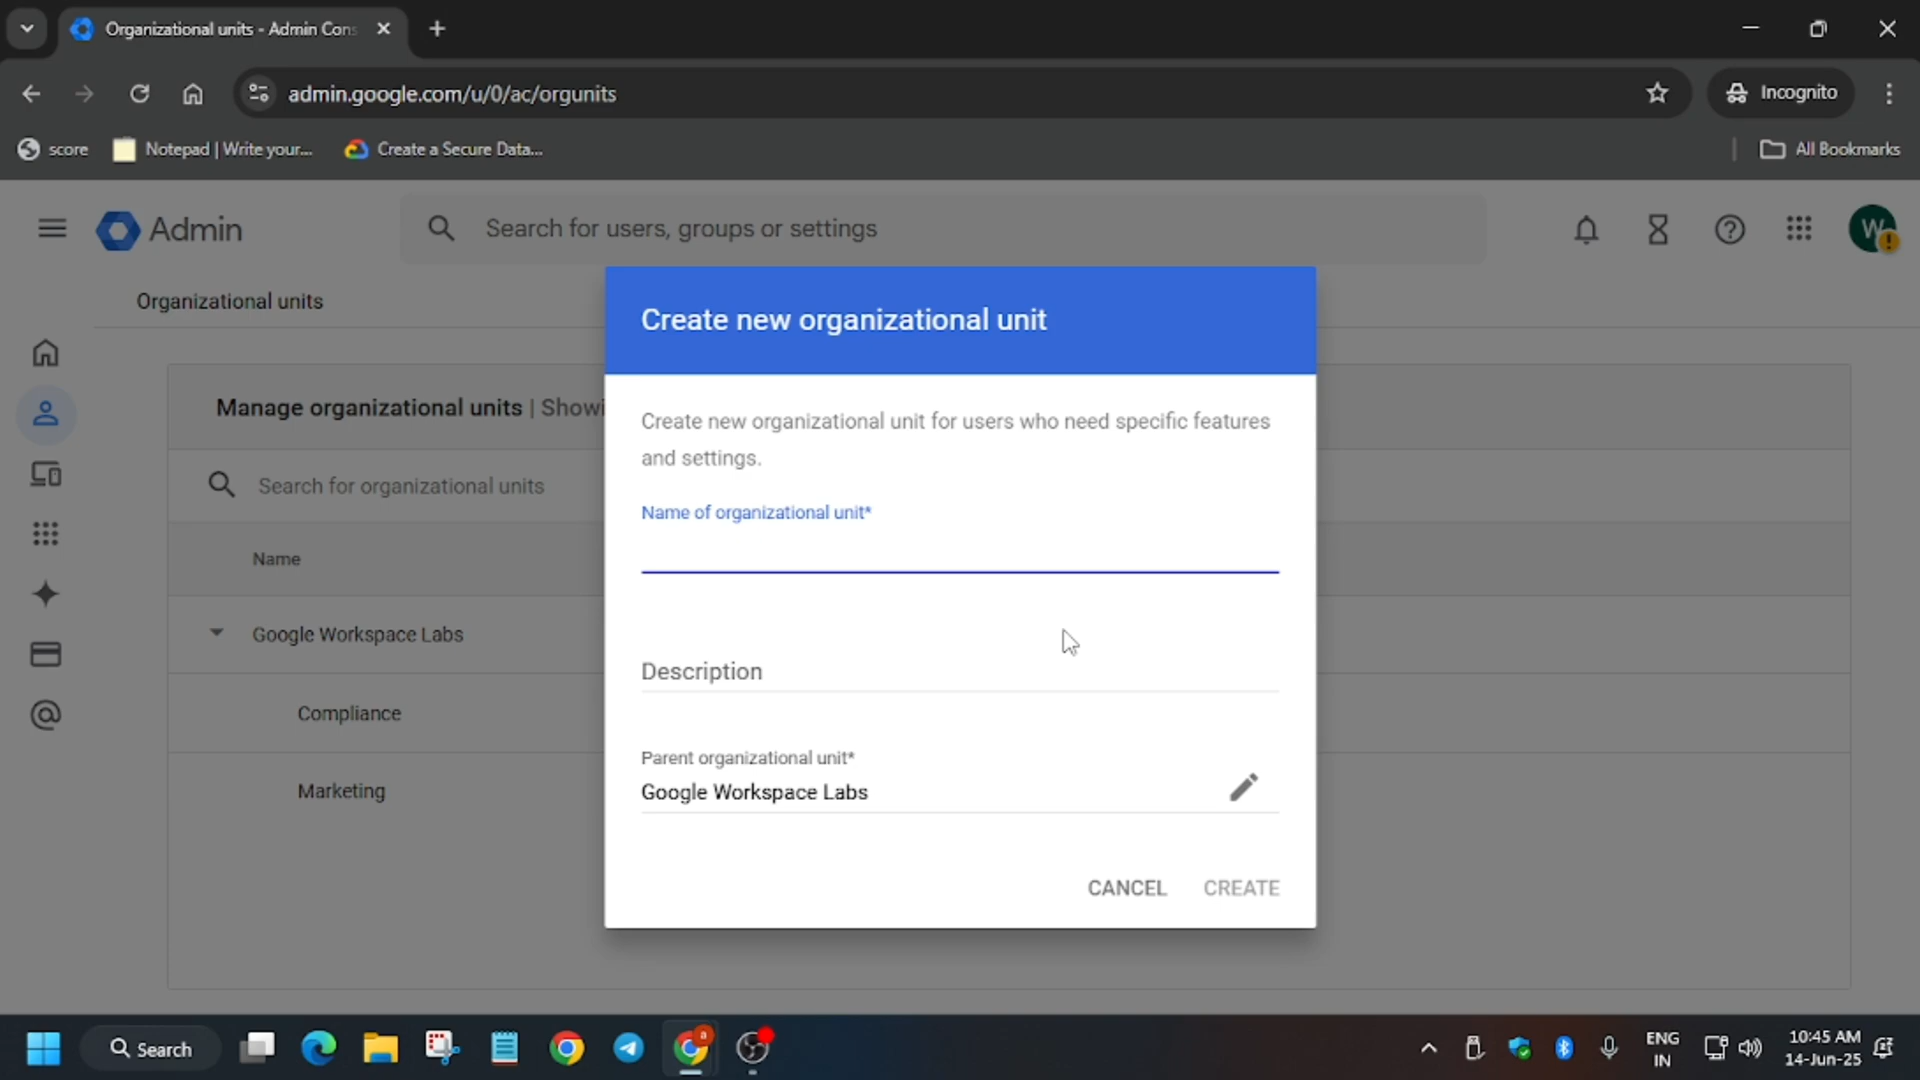 Organizational units - Admin Cons
admin.google.com/u/0/ac/orgunits
Incognito
score
Notepad | Write your...
Create a Secure Data...
All Bookmarks
Admin
Search for users, groups or settings
W
Organizational units
Create new organizational unit
Manage organizational units | Showi
Create new organizational unit for users who need specific features
and settings.
Search for organizational units
Name of organizational unit*
Name
Google Workspace Labs
Description
Compliance
Parent organizational unit*
Google Workspace Labs
Marketing
CANCEL
CREATE
Search
ENG
IN
10:45 AM
14-Jun-25